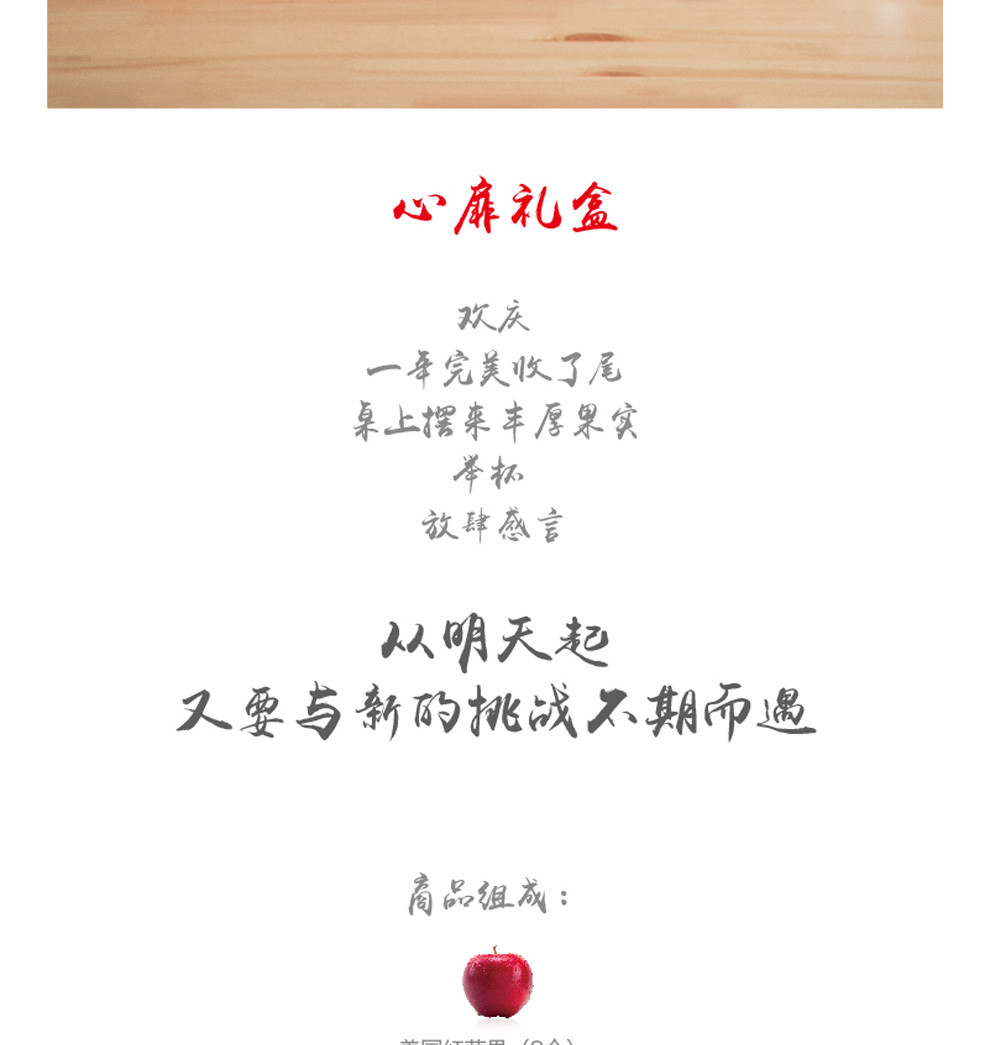 心扉礼盒
欢庆
一年完美收了尾
桌上摆来丰厚果实
举杯
放肆感言
从明天起
又要与新的挑战不期而遇
商品组成：